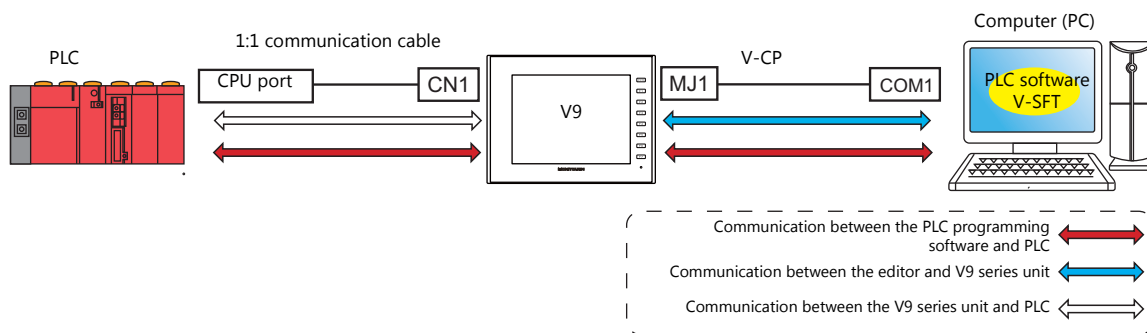 Computer (PC)
PLC
1:1 communication cable
V-CP
CPU port
CN1
MJ1
COM1
V9
PLC software
V-SFT
Communication between the PLC programming
software and PLC
Communication between the editor and V9 series unit
Communication between the V9 series unit and PLC